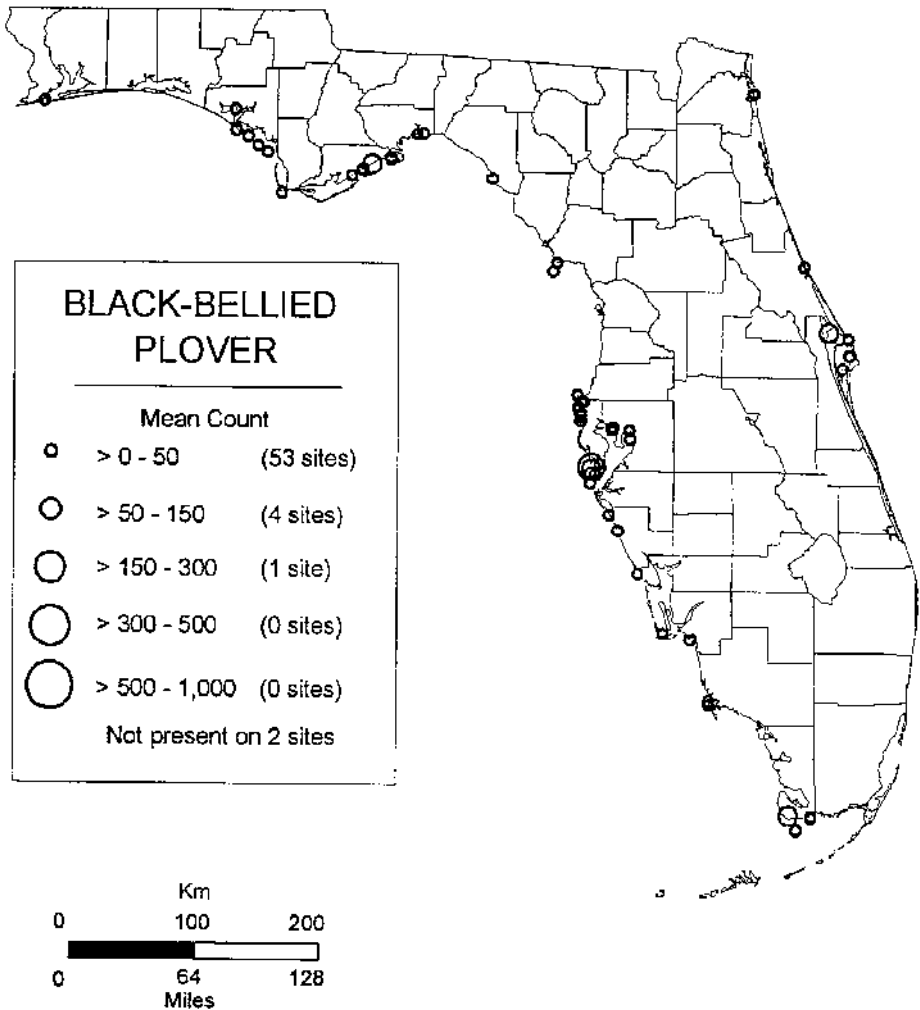 BLACK-BELLIED
PLOVER
Mean Count
> 0 - 50 (53 sites)
> 50 - 150 (4 sites)
> 150 - 300 (1 site)
> 300 - 500 (0 sites)
> 500 - 1,000 (0 sites)
Not present on 2 sites
Km
0 100 200
0 64 128
Miles